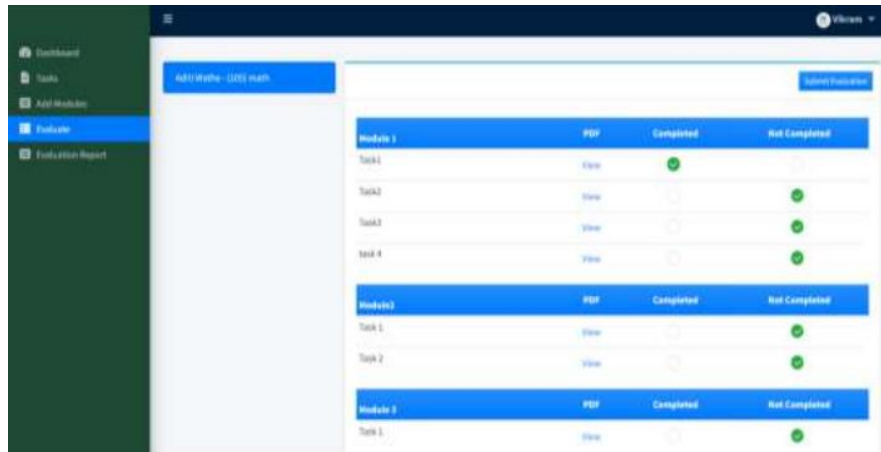 Vikram
Dashboard
Tasks
Add Modules
Evaluate
Evaluation Report
math
Submit Evaluation
Module 1 PDF Completed Not Completed
Task1 View
Task2 View
Task3 View
task 4 View
Module2 PDF Completed Not Completed
Task 1 View
Task 2 View
Module 3 PDF Completed Not Completed
Task 1 View